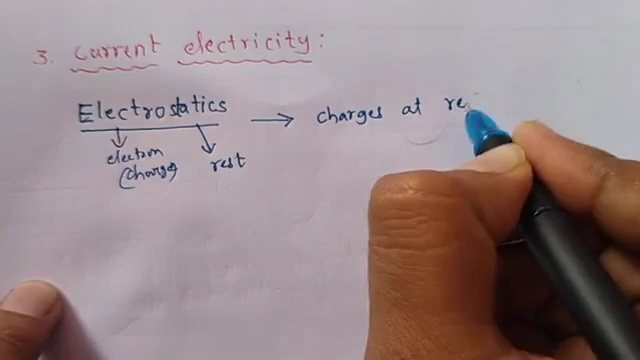 3. Current electricity:
Electrostatics → charges at re
electron rest
(charge)